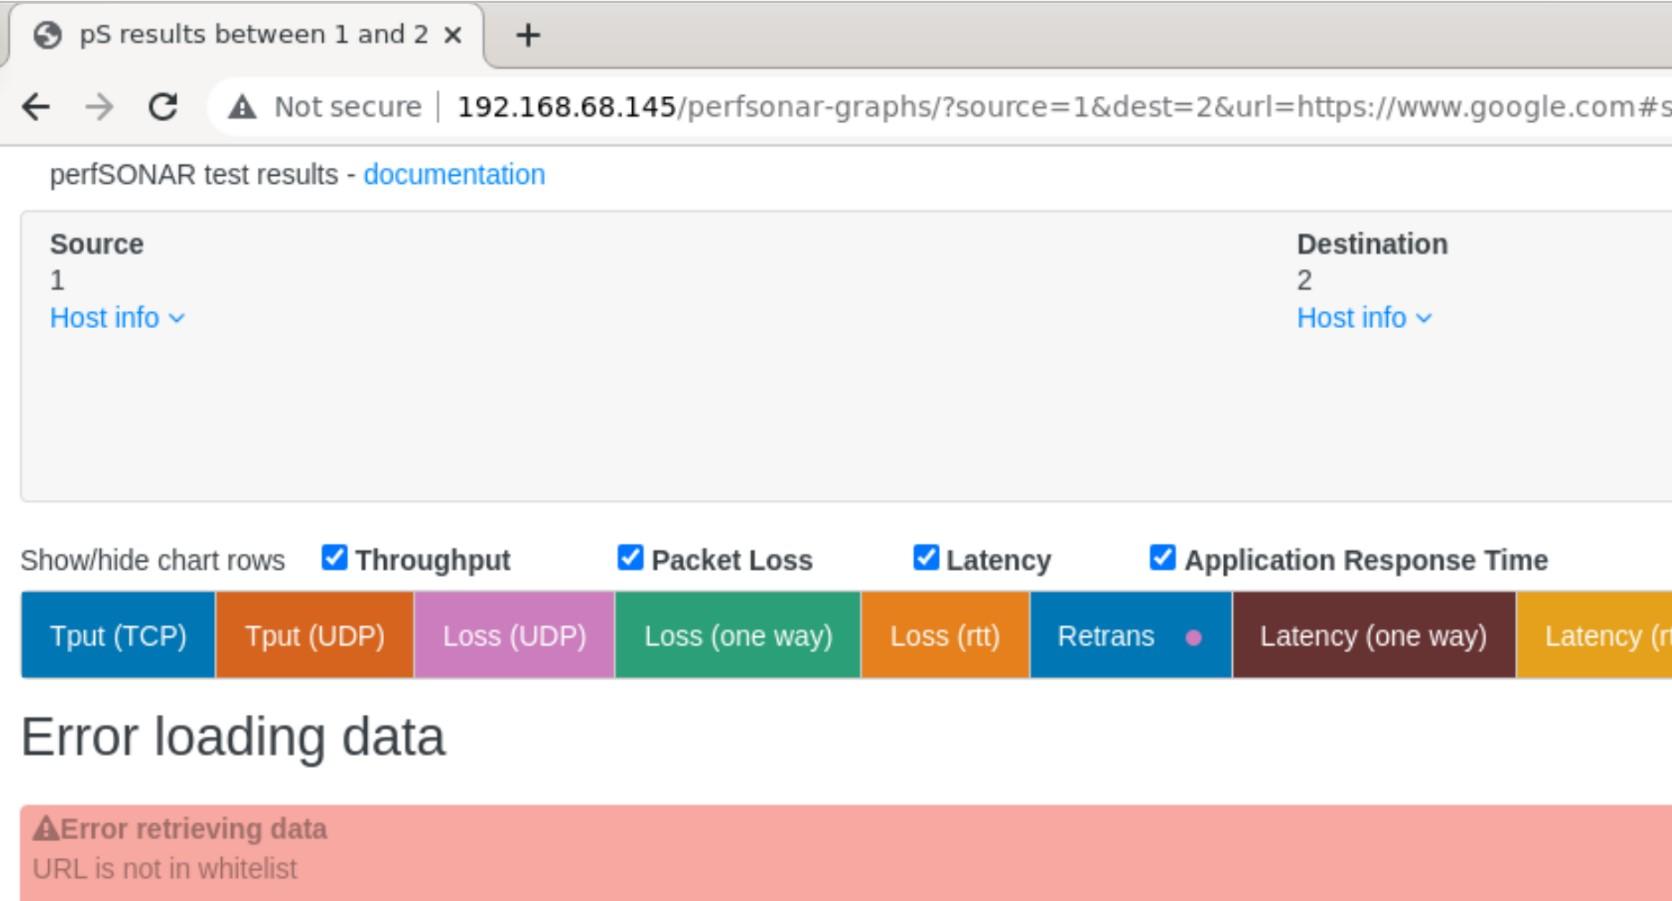 pS results between 1 and 2
Not secure 192.168.68.145/perfsonar-graphs/?source=1&dest=2&url=https://www.google.com#s
perfSONAR test results - documentation
Source Destination
1 2
Host info Host info
Show/hide chart rows Throughput Packet Loss Latency Application Response Time
Tput (TCP) Tput (UDP) Loss (UDP) Loss (one way) Loss (rtt) Retrans Latency (one way) Latency
Error loading data
Error retrieving data
URL is not in whitelist